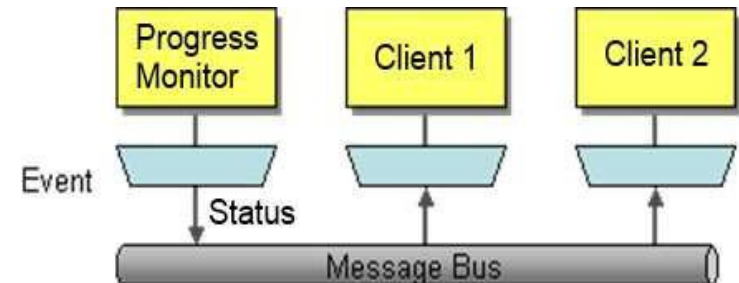 Progress
Monitor
Client 1
Client 2
Event
Status
Message Bus